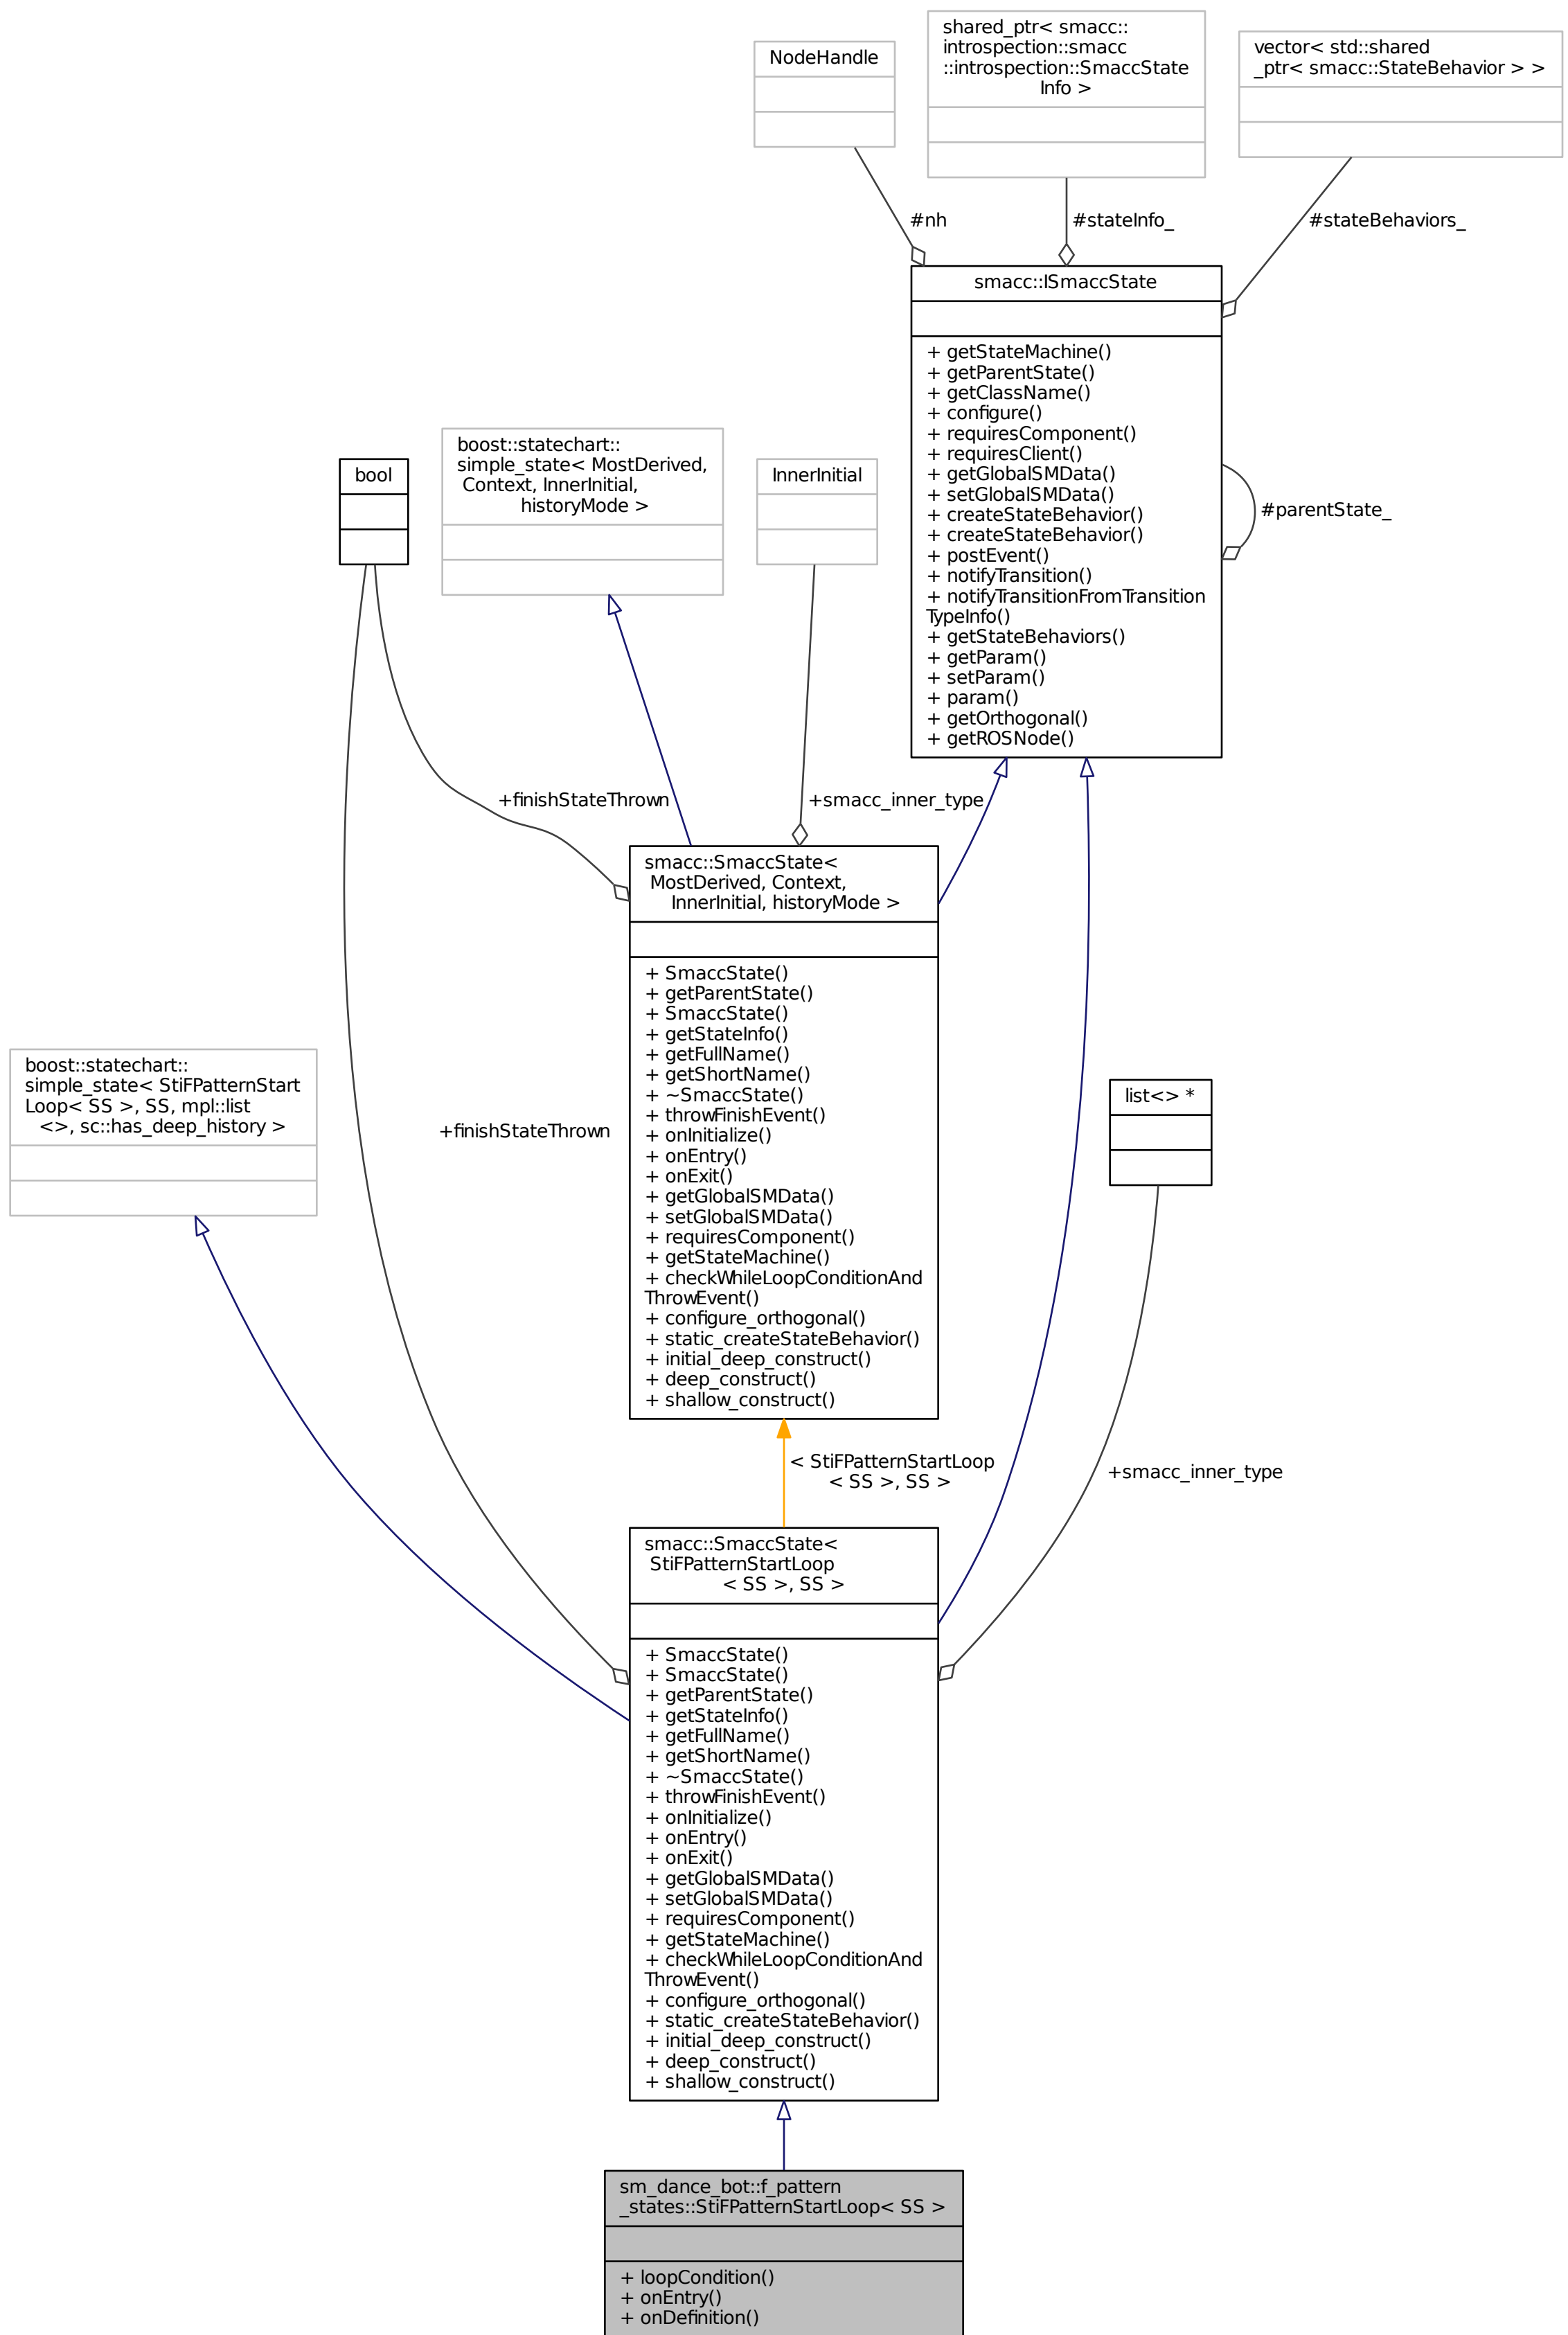 NodeHandle
shared_ptr< smacc::
introspection::smacc
::introspection::SmaccState
Info >
vector< std::shared
_ptr< smacc::StateBehavior > >
#nh
#stateInfo_
#stateBehaviors_
smacc::ISmaccState
+ getStateMachine()
+ getParentState()
+ getClassName()
+ configure()
+ requiresComponent()
+ requiresClient()
+ getGlobalSMData()
+ setGlobalSMData()
+ createStateBehavior()
+ createStateBehavior()
+ postEvent()
+ notifyTransition()
+ notifyTransitionFromTransition
TypeInfo()
+ getStateBehaviors()
+ getParam()
+ setParam()
+ param()
+ getOrthogonal()
+ getROSNode()
#parentState_
bool
boost::statechart::
simple_state< MostDerived,
Context, InnerInitial,
historyMode >
InnerInitial
+finishStateThrown
+smacc_inner_type
smacc::SmaccState<
MostDerived, Context,
InnerInitial, historyMode >
+ SmaccState()
+ getParentState()
+ SmaccState()
+ getStateInfo()
+ getFullName()
+ getShortName()
+ ~SmaccState()
+ throwFinishEvent()
+ onInitialize()
+ onEntry()
+ onExit()
+ getGlobalSMData()
+ setGlobalSMData()
+ requiresComponent()
+ getStateMachine()
+ checkWhileLoopConditionAnd
ThrowEvent()
+ configure_orthogonal()
+ static_createStateBehavior()
+ initial_deep_construct()
+ deep_construct()
+ shallow_construct()
boost::statechart::
simple_state< StiFPatternStart
Loop< SS >, SS, mpl::list
<>, sc::has_deep_history >
+finishStateThrown
list<> *
< StiFPatternStartLoop
< SS >, SS >
+smacc_inner_type
smacc::SmaccState<
StiFPatternStartLoop
< SS >, SS >
+ SmaccState()
+ SmaccState()
+ getParentState()
+ getStateInfo()
+ getFullName()
+ getShortName()
+ ~SmaccState()
+ throwFinishEvent()
+ onInitialize()
+ onEntry()
+ onExit()
+ getGlobalSMData()
+ setGlobalSMData()
+ requiresComponent()
+ getStateMachine()
+ checkWhileLoopConditionAnd
ThrowEvent()
+ configure_orthogonal()
+ static_createStateBehavior()
+ initial_deep_construct()
+ deep_construct()
+ shallow_construct()
sm_dance_bot::f_pattern
_states::StiFPatternStartLoop< SS >
+ loopCondition()
+ onEntry()
+ onDefinition()